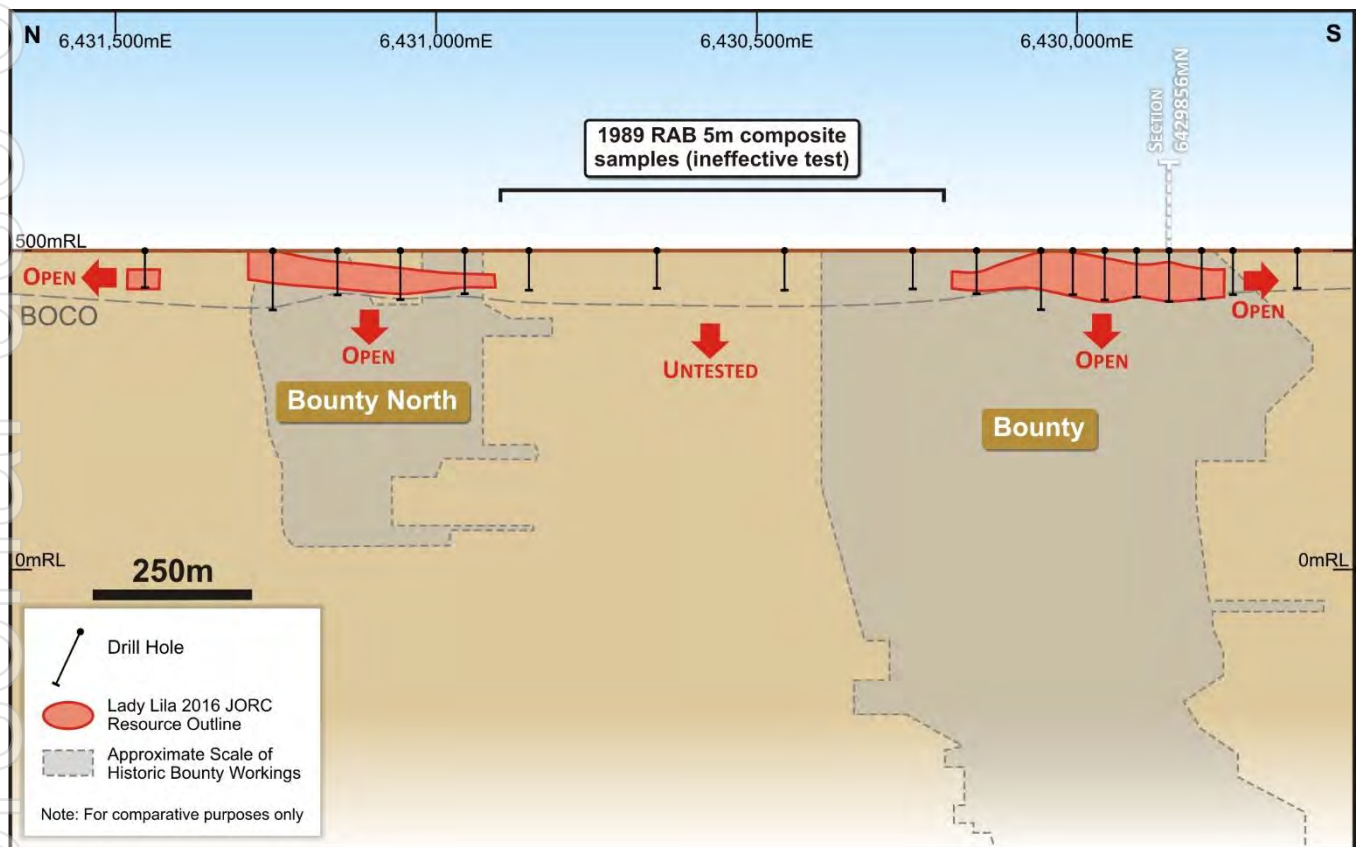 N
S
6,431,500mE
6,431,000mE
6,430,500mE
6,430,000mE
SECTION
6429856mN
1989 RAB 5m composite
samples (ineffective test)
500mRL
OPEN
BOCO
OPEN
UNTESTED
OPEN
OPEN
Bounty North
Bounty
0mRL
0mRL
250m
Drill Hole
Lady Lila 2016 JORC
Resource Outline
Approximate Scale of
Historic Bounty Workings
Note: For comparative purposes only